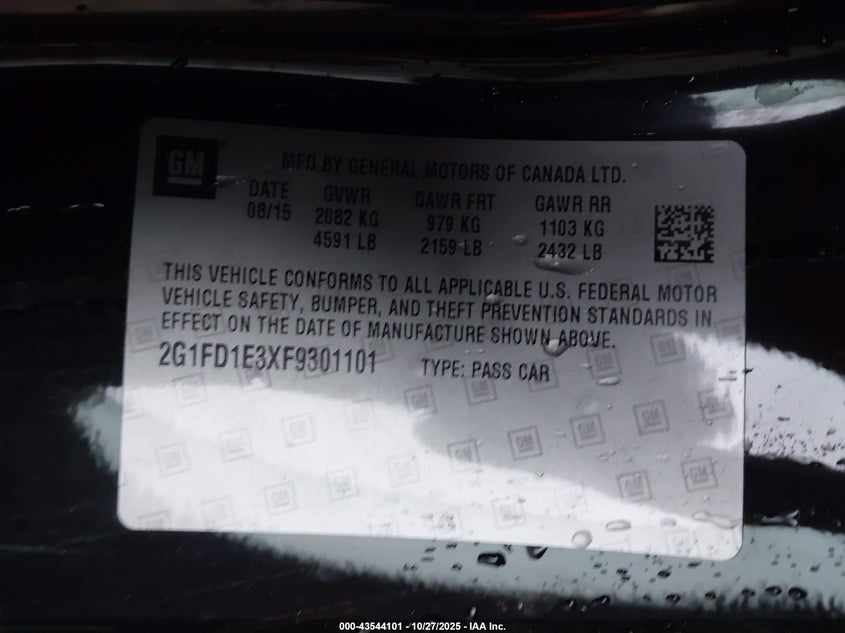 GM
MFD BY GENERAL MOTORS OF CANADA LTD.
DATE GVWR GAWR FRT GAWR RR
08/15 2082 KG 979 KG 1103 KG
4591 LB 2159 LB 2432 LB
THIS VEHICLE CONFORMS TO ALL APPLICABLE U.S. FEDERAL MOTOR
VEHICLE SAFETY, BUMPER, AND THEFT PREVENTION STANDARDS IN
EFFECT ON THE DATE OF MANUFACTURE SHOWN ABOVE.
2G1FD1E3XF9301101 TYPE: PASS CAR
000-43544101 - 10/27/2025 - IAA Inc.